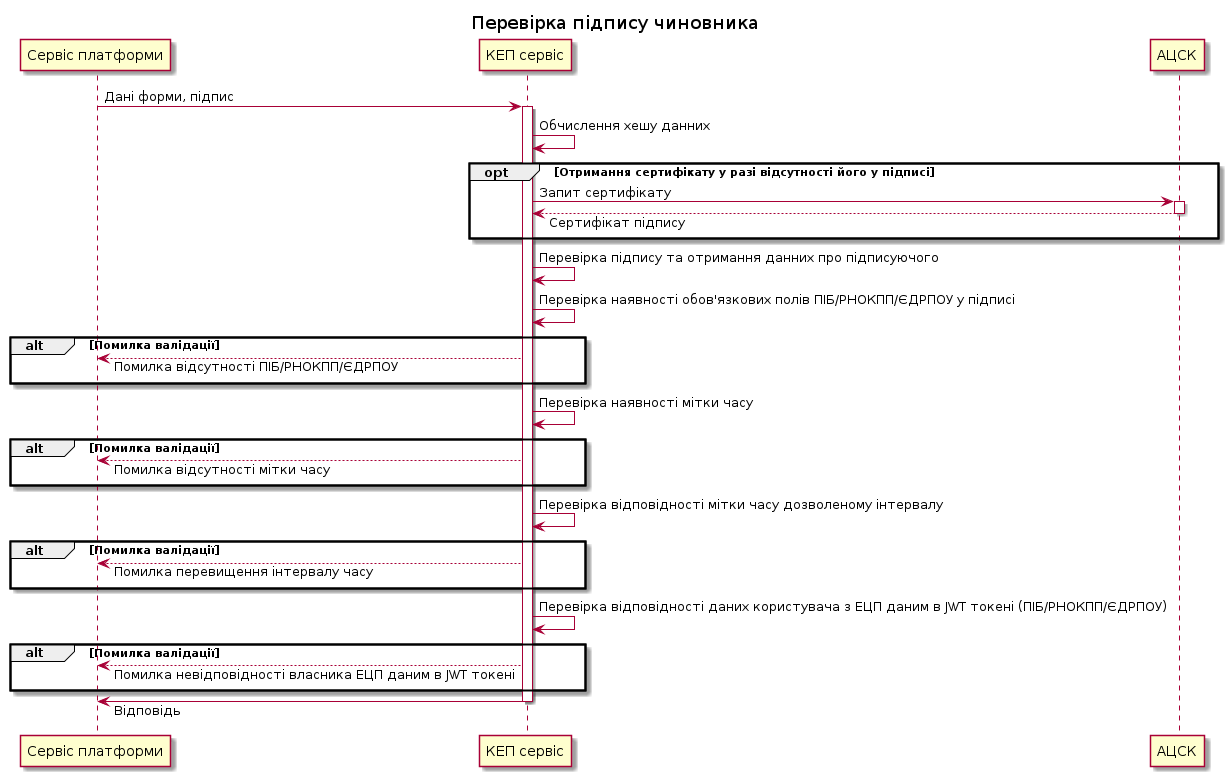 Перевірка підпису чиновника
Сервіс платформи
КЕП сервіс
АЦСК
Дані форми, підпис
Обчислення хешу данних
opt [Отримання сертифікату у разі відсутності його у підписі]
Запит сертифікату
Сертифікат підпису
Перевірка підпису та отримання данних про підписуючого
Перевірка наявності обов'язкових полів ПІБ/РНОКПП/ЄДРПОУ у підписі
alt [Помилка валідації]
Помилка відсутності ПІБ/РНОКПП/ЄДРПОУ
Перевірка наявності мітки часу
alt [Помилка валідації]
Помилка відсутності мітки часу
Перевірка відповідності мітки часу дозволеному інтервалу
alt [Помилка валідації]
Помилка перевищення інтервалу часу
Перевірка відповідності даних користувача з ЕЦП даним в JWT токені (ПІБ/РНОКПП/ЄДРПОУ)
alt [Помилка валідації]
Помилка невідповідності власника ЕЦП даним в JWT токені
Відповідь
Сервіс платформи
КЕП сервіс
АЦСК